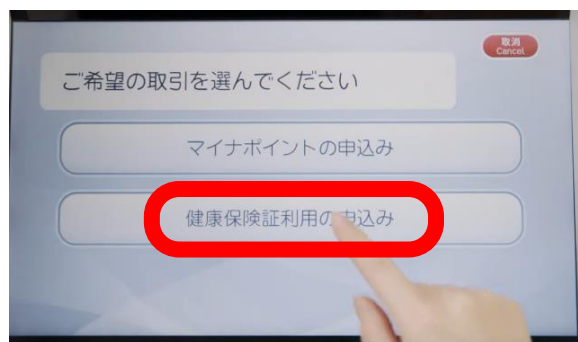 取消
Cancel
ご希望の取引を選んでください
マイナポイントの申込み
健康保険証利用の申込み